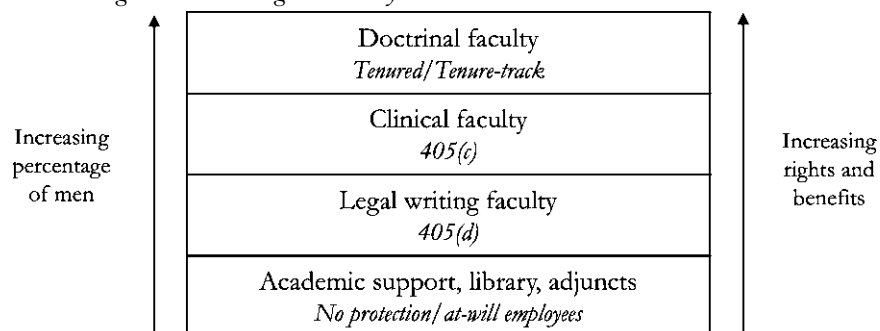 Doctrinal faculty
Tenured/Tenure-track
Clinical faculty
405(c)
Increasing
percentage
of men
Increasing
rights and
benefits
Legal writing faculty
405(d)
Academic support, library, adjuncts
No protection/at-will employees